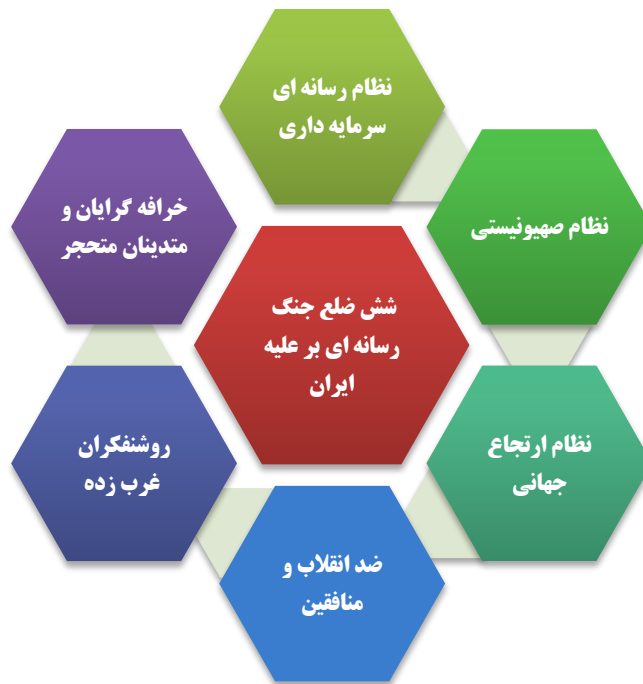 نظام رسانه ای
سرمایه داری
نظام صهیونیستی
نظام ارتجاع
جهانی
ضد انقلاب و
منافقین
روشنفکران
غرب زده
خرافه گرایان و
متدینان متحجر
شش ضلع جنگ
رسانه ای بر علیه
ایران